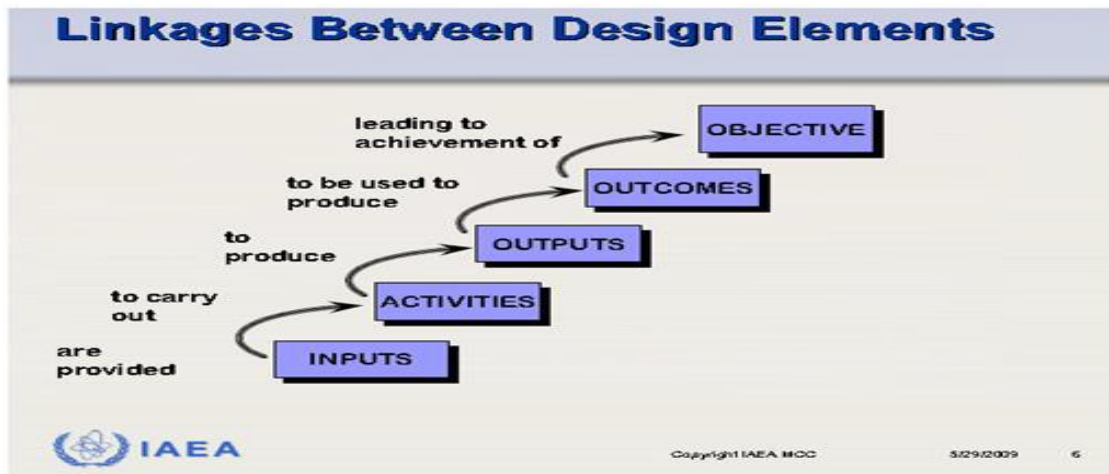 Linkages Between Design Elements
leading to
achievement of
OBJECTIVE
to be used to
produce
OUTCOMES
to
produce
OUTPUTS
to carry
out
ACTIVITIES
are
provided
INPUTS
IAEA
Copyright IAEA MCC
5/29/2009
6